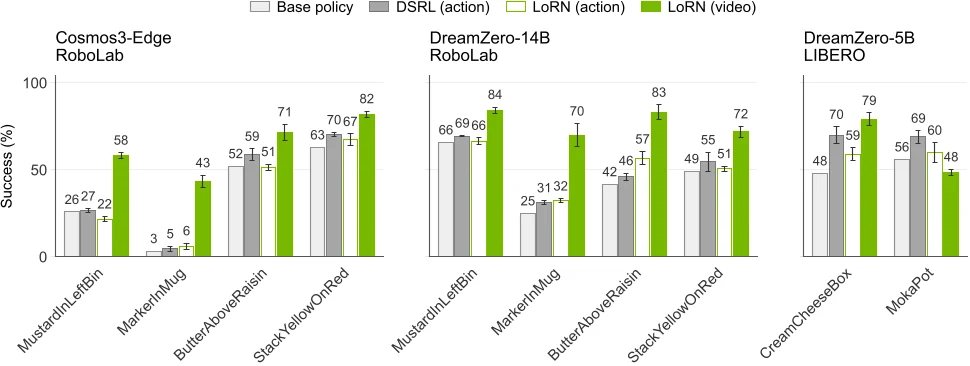 Base policy DSRL (action) LoRN (action) LoRN (video)
Cosmos3-Edge
RoboLab
DreamZero-14B
RoboLab
DreamZero-5B
LIBERO
Success (%)
100
50
0
26 27 22 58
3 5 6 43
52 59 51 71
63 70 67 82
MustardInLeftBin
MarkerInMug
ButterAboveRaisin
StackYellowOnRed
66 69 66 84
25 31 32 70
42 46 57 83
49 55 51 72
MustardInLeftBin
MarkerInMug
ButterAboveRaisin
StackYellowOnRed
48 70 59 79
56 69 60 48
CreamCheeseBox
MokaPot